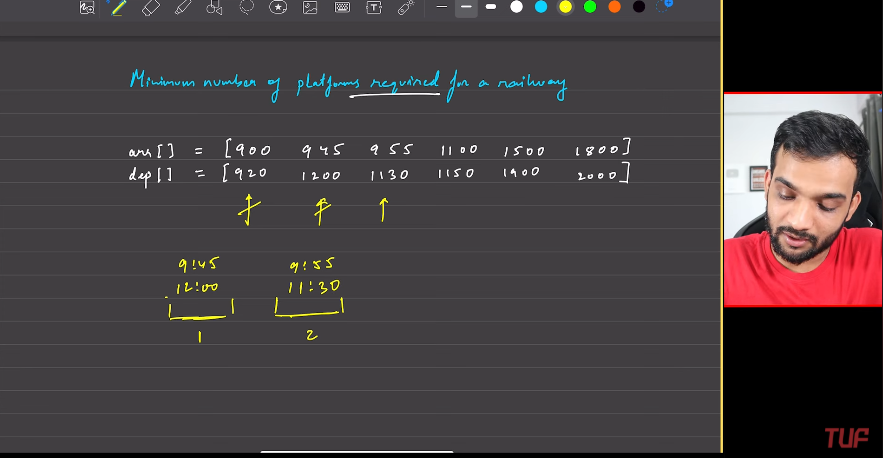 Minimum number of platforms required for a railway
arr[] = [900 945 955 1100 1500 1800]
dep[] = [920 1200 1130 1150 1900 2000]
9:45 9:55
12:00 11:30
1 2
TUF